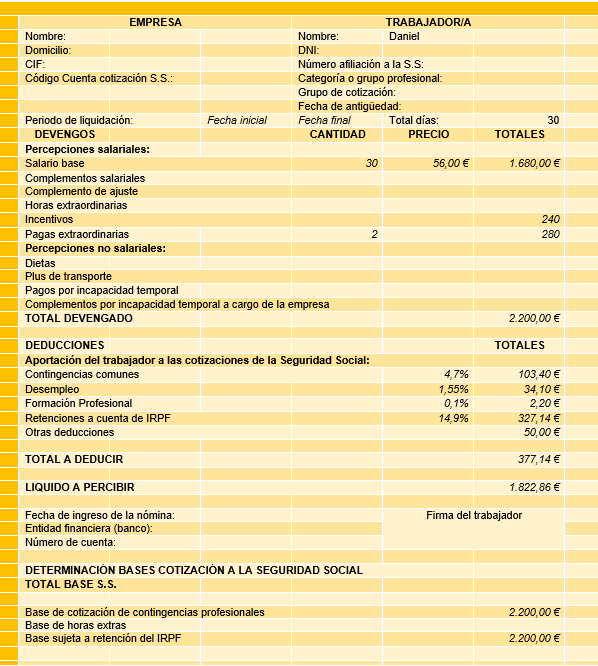 EMPRESA TRABAJADOR/A
Nombre: Nombre: Daniel
Domicilio: DNI:
CIF: Número afiliación a la S.S:
Código Cuenta cotización S.S.: Categoría o grupo profesional:
Grupo de cotización:
Fecha de antigüedad:
Periodo de liquidación: Fecha inicial Fecha final Total días: 30
DEVENGOS CANTIDAD PRECIO TOTALES
Percepciones salariales:
Salario base 30 56,00 € 1.680,00 €
Complementos salariales
Complemento de ajuste
Horas extraordinarias
Incentivos 240
Pagas extraordinarias 2 280
Percepciones no salariales:
Dietas
Plus de transporte
Pagos por incapacidad temporal
Complementos por incapacidad temporal a cargo de la empresa
TOTAL DEVENGADO 2.200,00 €
DEDUCCIONES TOTALES
Aportación del trabajador a las cotizaciones de la Seguridad Social:
Contingencias comunes 4,7% 103,40 €
Desempleo 1,55% 34,10 €
Formación Profesional 0,1% 2,20 €
Retenciones a cuenta de IRPF 14,9% 327,14 €
Otras deducciones 50,00 €
TOTAL A DEDUCIR 377,14 €
LIQUIDO A PERCIBIR 1.822,86 €
Fecha de ingreso de la nómina: Firma del trabajador
Entidad financiera (banco):
Número de cuenta:
DETERMINACIÓN BASES COTIZACIÓN A LA SEGURIDAD SOCIAL
TOTAL BASE S.S.
Base de cotización de contingencias profesionales 2.200,00 €
Base de horas extras
Base sujeta a retención del IRPF 2.200,00 €